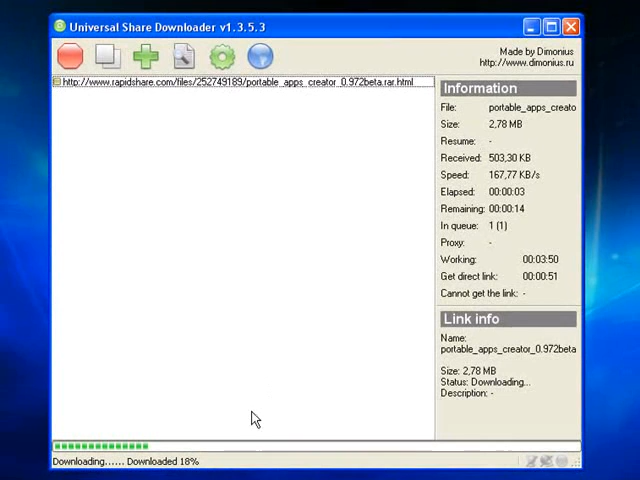 Universal Share Downloader v1.3.5.3
Made by Dimonius
http://www.dimonius.ru
http://www.rapidshare.com/files/252749189/portable_apps_creator_0.972beta.rar.html
Information
File: portable_apps_creato
Size: 2,78 MB
Resume: -
Received: 503,30 KB
Speed: 167,77 KB/s
Elapsed: 00:00:03
Remaining: 00:00:14
In queue: 1 (1)
Proxy: -
Working: 00:03:50
Get direct link: 00:00:51
Cannot get the link: -
Link info
Name:
portable_apps_creator_0.972beta
Size: 2,78 MB
Status: Downloading...
Description: -
Downloading...... Downloaded 18%